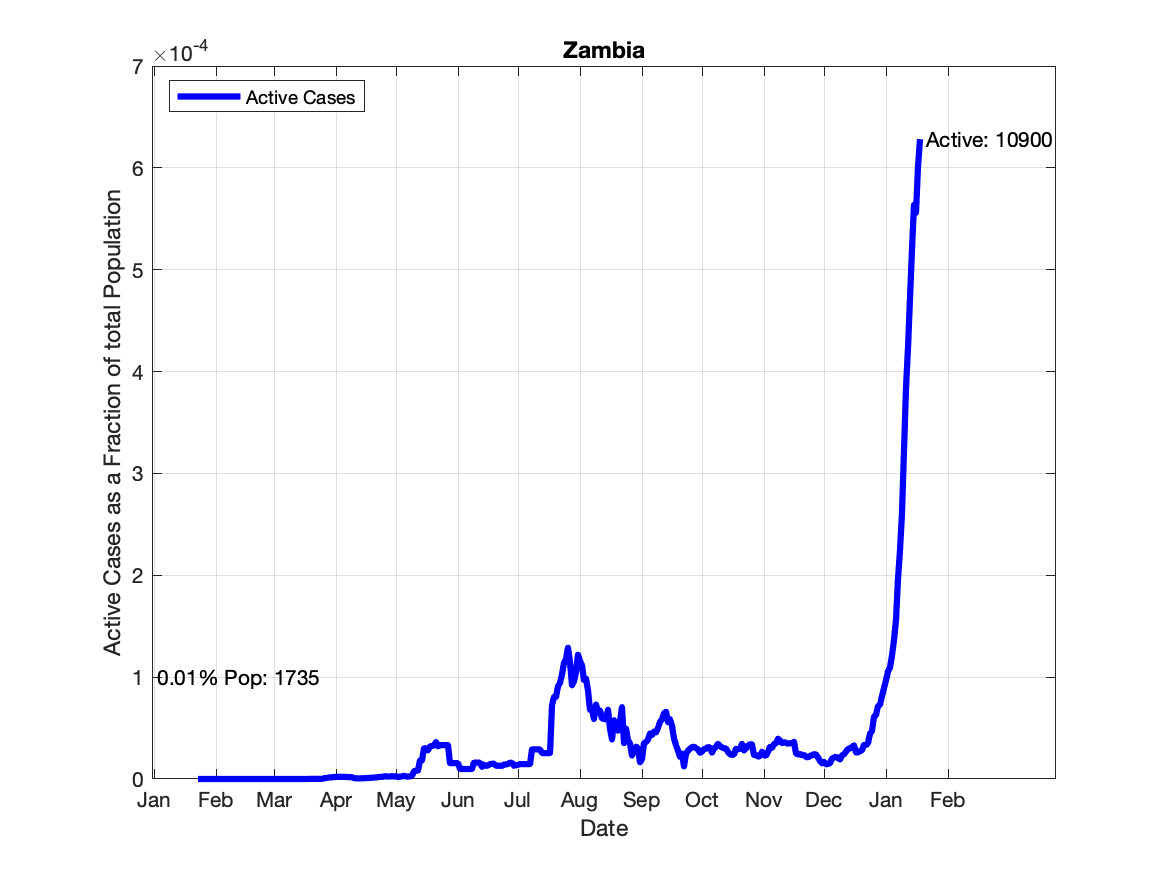 Zambia
×10-4
7
Active Cases
Active: 10900
6
5
4
3
2
1
0.01% Pop: 1735
0
Active Cases as a Fraction of total Population
Jan Feb Mar Apr May Jun Jul Aug Sep Oct Nov Dec Jan Feb
Date